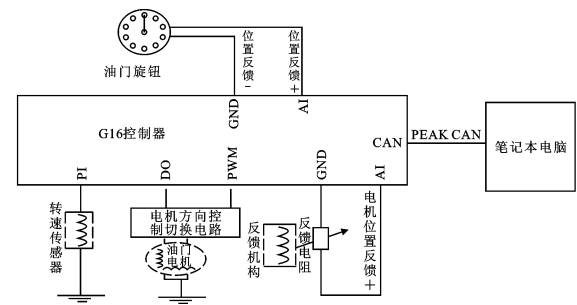 油门旋钮
位置反馈-
位置反馈+
GND
AI
G16控制器
CAN
PEAK CAN
笔记本电脑
PI
DO
PWM
GND
AI
转速传感器
电机方向控
制切换电路
油门
电机
反馈机构
反馈电阻
电机位置反馈+